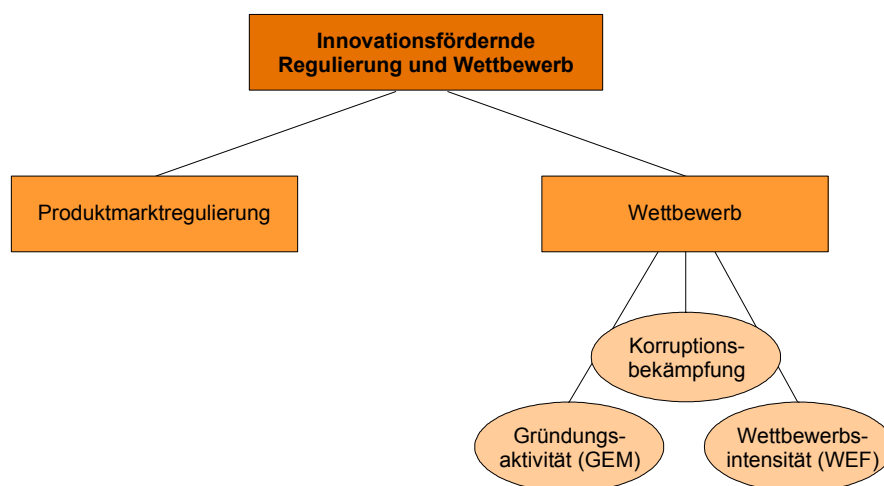 Innovationsfördernde
Regulierung und Wettbewerb
Produktmarktregulierung
Wettbewerb
Korruptions-
bekämpfung
Gründungs-
aktivität (GEM)
Wettbewerbs-
intensität (WEF)